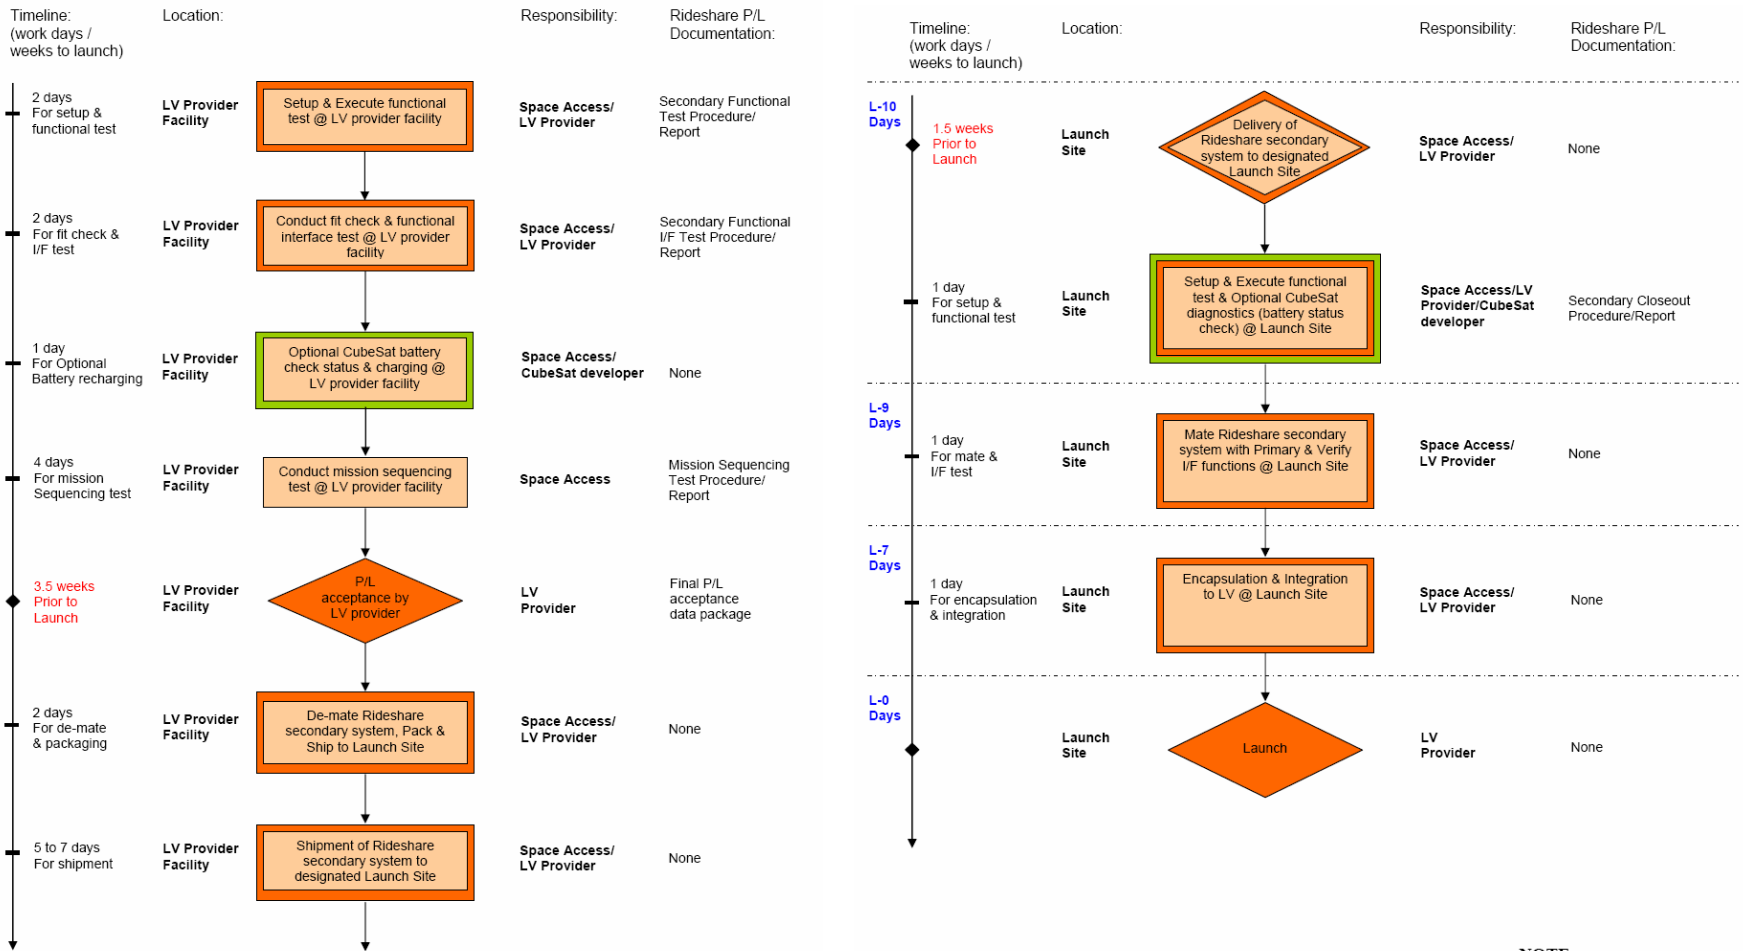 Timeline:
(work days /
weeks to launch)
Location:
Responsibility:
Rideshare P/L
Documentation:
2 days
For setup &
functional test
LV Provider
Facility
Setup & Execute functional
test @ LV provider facility
Space Access/
LV Provider
Secondary Functional
Test Procedure/
Report
2 days
For fit check &
I/F test
LV Provider
Facility
Conduct fit check & functional
interface test @ LV provider
facility
Space Access/
LV Provider
Secondary Functional
I/F Test Procedure/
Report
1 day
For Optional
Battery recharging
LV Provider
Facility
Optional CubeSat battery
check status & charging @
LV provider facility
Space Access/
CubeSat developer
None
4 days
For mission
Sequencing test
LV Provider
Facility
Conduct mission sequencing
test @ LV provider facility
Space Access
Mission Sequencing
Test Procedure/
Report
3.5 weeks
Prior to
Launch
LV Provider
Facility
P/L
acceptance by
LV provider
LV
Provider
Final P/L
acceptance
data package
2 days
For de-mate
& packaging
LV Provider
Facility
De-mate Rideshare
secondary system, Pack &
Ship to Launch Site
Space Access/
LV Provider
None
5 to 7 days
For shipment
LV Provider
Facility
Shipment of Rideshare
secondary system to
designated Launch Site
Space Access/
LV Provider
None
Timeline:
(work days /
weeks to launch)
Location:
Responsibility:
Rideshare P/L
Documentation:
L-10
Days
1.5 weeks
Prior to
Launch
Launch
Site
Delivery of
Rideshare secondary
system to designated
Launch Site
Space Access/
LV Provider
None
1 day
For setup &
functional test
Launch
Site
Setup & Execute functional
test & Optional CubeSat
diagnostics (battery status
check) @ Launch Site
Space Access/LV
Provider/CubeSat
developer
Secondary Closeout
Procedure/Report
L-9
Days
1 day
For mate &
I/F test
Launch
Site
Mate Rideshare secondary
system with Primary & Verify
I/F functions @ Launch Site
Space Access/
LV Provider
None
L-7
Days
1 day
For encapsulation
& integration
Launch
Site
Encapsulation & Integration
to LV @ Launch Site
Space Access/
LV Provider
None
L-0
Days
Launch
Site
Launch
LV
Provider
None